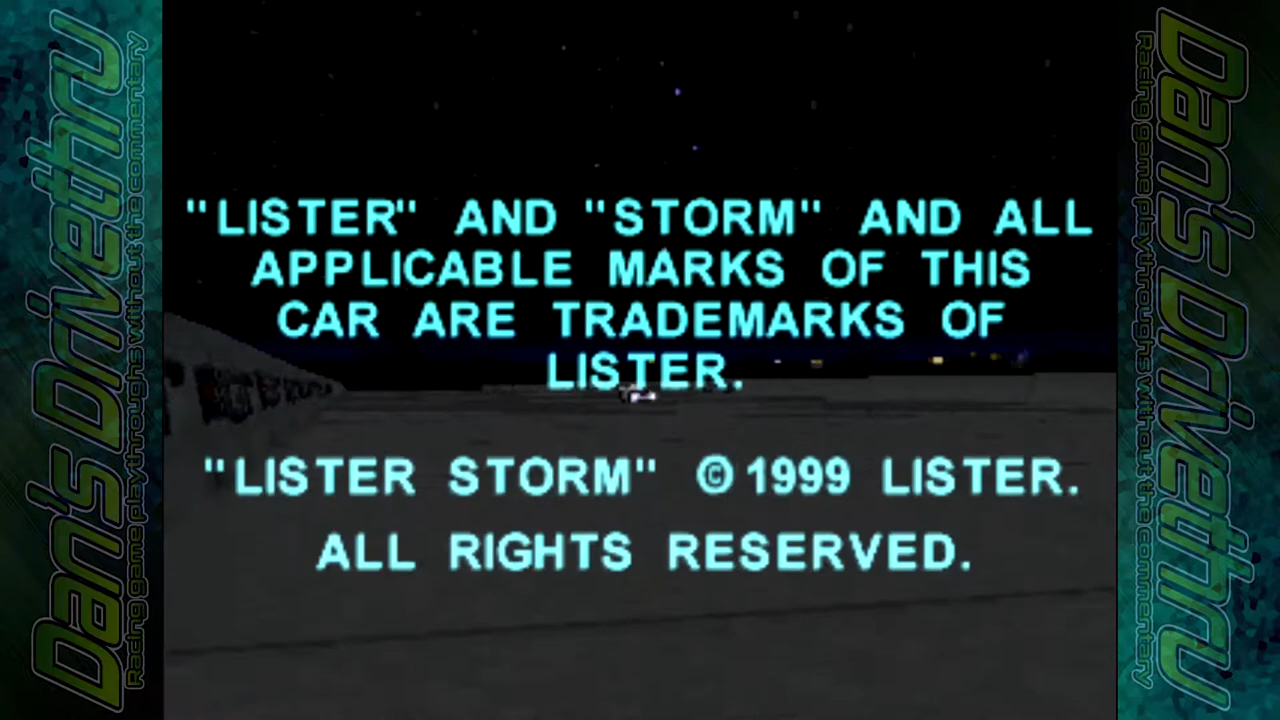 Dan's Drivethru
Racing game playthroughs without the commentary
"LISTER" AND "STORM" AND ALL
APPLICABLE MARKS OF THIS
CAR ARE TRADEMARKS OF
LISTER.
"LISTER STORM" © 1999 LISTER.
ALL RIGHTS RESERVED.
Dan's Drivethru
Racing game playthroughs without the commentary